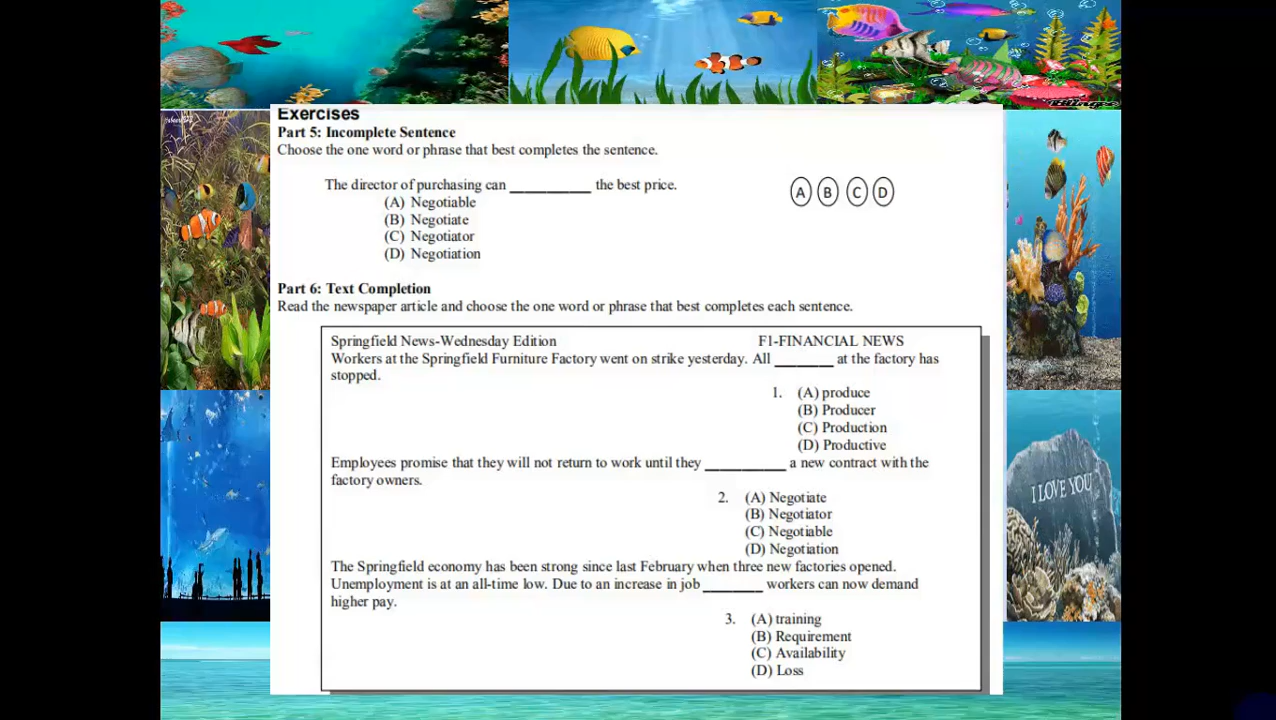 Exercises
Part 5: Incomplete Sentence
Choose the one word or phrase that best completes the sentence.
The director of purchasing can ____________ the best price.
A B C D
(A) Negotiable
(B) Negotiate
(C) Negotiator
(D) Negotiation
Part 6: Text Completion
Read the newspaper article and choose the one word or phrase that best completes each sentence.
Springfield News-Wednesday Edition F1-FINANCIAL NEWS
Workers at the Springfield Furniture Factory went on strike yesterday. All ________ at the factory has
stopped.
1. (A) produce
(B) Producer
(C) Production
(D) Productive
Employees promise that they will not return to work until they ___________ a new contract with the
factory owners.
2. (A) Negotiate
(B) Negotiator
(C) Negotiable
(D) Negotiation
The Springfield economy has been strong since last February when three new factories opened.
Unemployment is at an all-time low. Due to an increase in job ________ workers can now demand
higher pay.
3. (A) training
(B) Requirement
(C) Availability
(D) Loss
I LOVE YOU